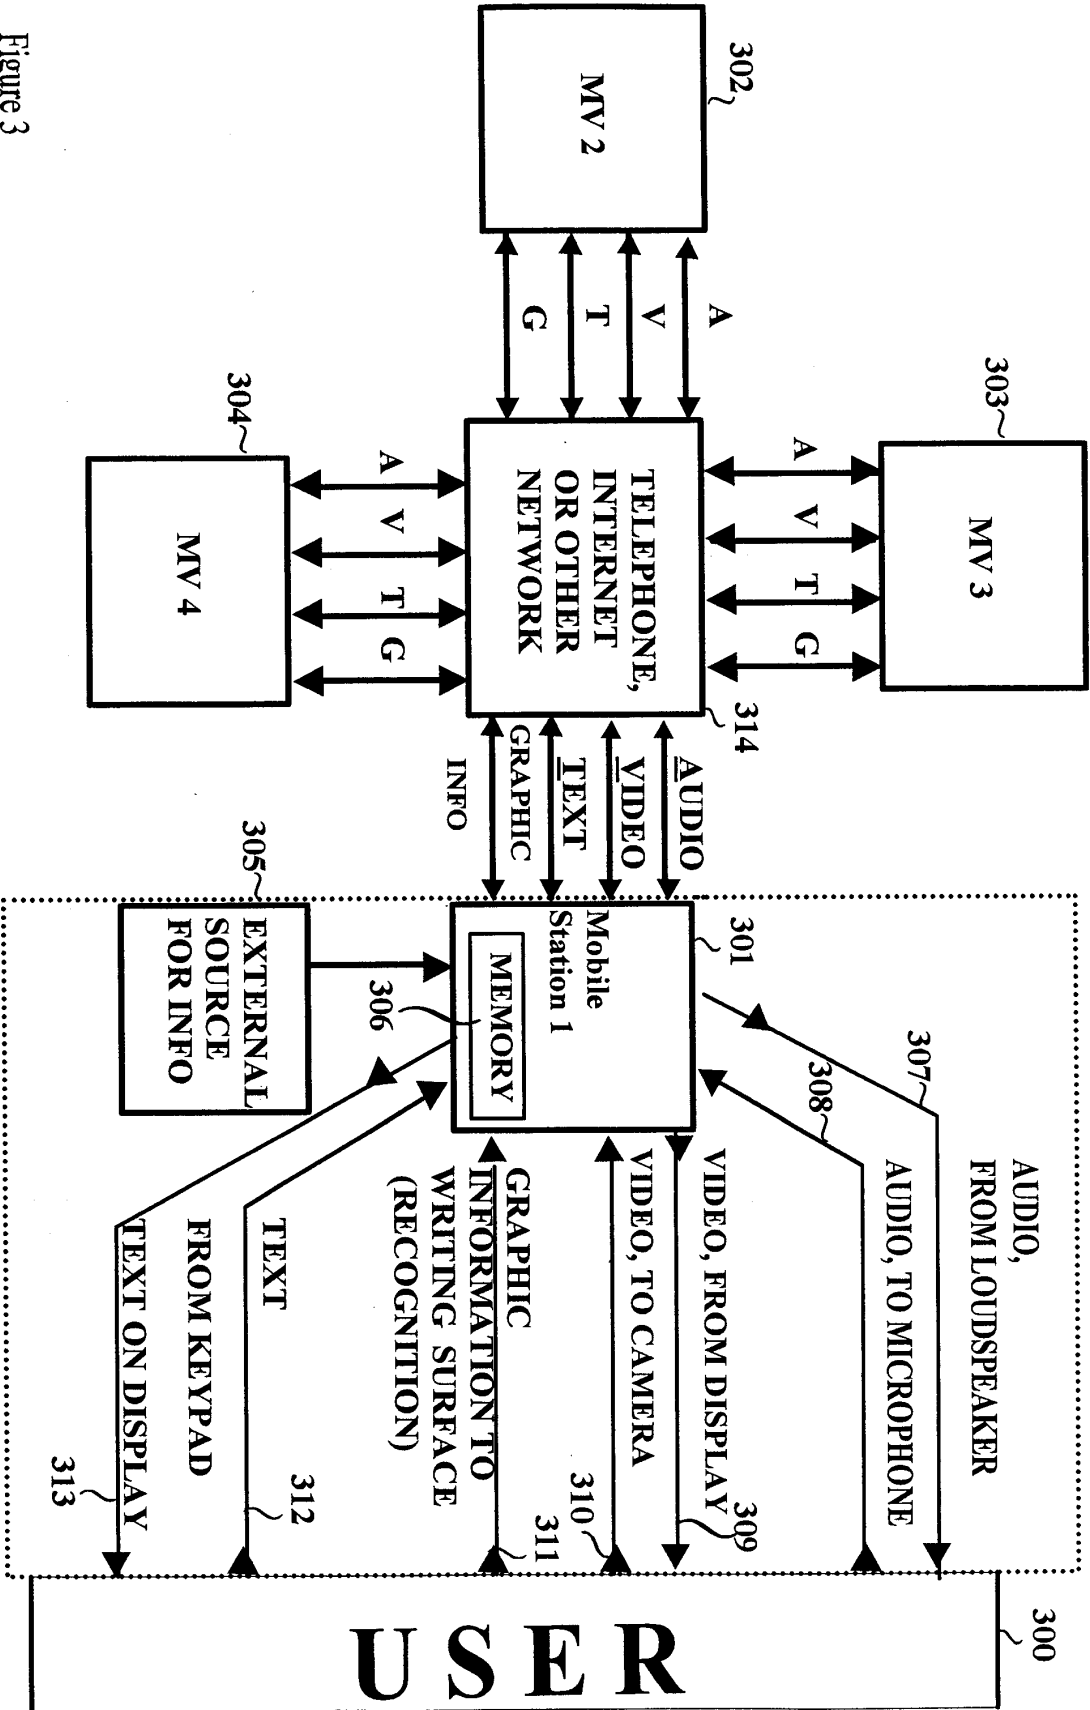 302
MV 2
A
V
T
G
303
MV 3
A
V
T
G
304
MV 4
A
V
T
G
314
TELEPHONE,
INTERNET
OR OTHER
NETWORK
AUDIO
VIDEO
TEXT
GRAPHIC
INFO
301
Mobile
Station 1
MEMORY
306
305
EXTERNAL
SOURCE
FOR INFO
307
AUDIO,
FROM LOUDSPEAKER
308
AUDIO, TO MICROPHONE
VIDEO, FROM DISPLAY
309
VIDEO, TO CAMERA
310
GRAPHIC
INFORMATION TO
WRITING SURFACE
(RECOGNITION)
311
TEXT
FROM KEYPAD
312
TEXT ON DISPLAY
313
300
USER
Figure 3